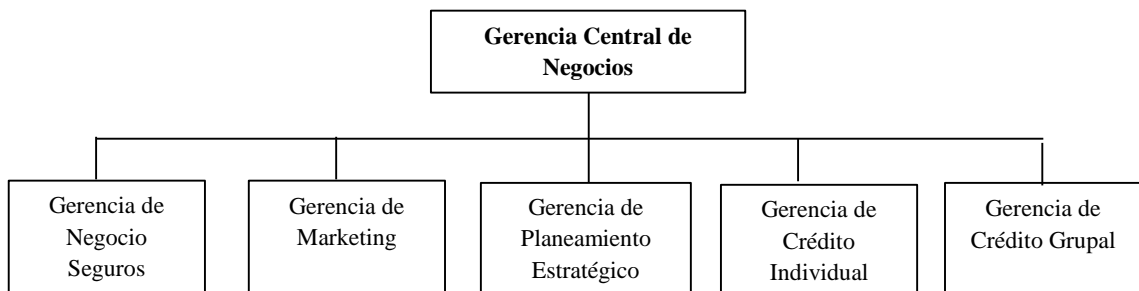 Gerencia Central de
Negocios
Gerencia de
Negocio
Seguros
Gerencia de
Marketing
Gerencia de
Planeamiento
Estratégico
Gerencia de
Crédito
Individual
Gerencia de
Crédito Grupal